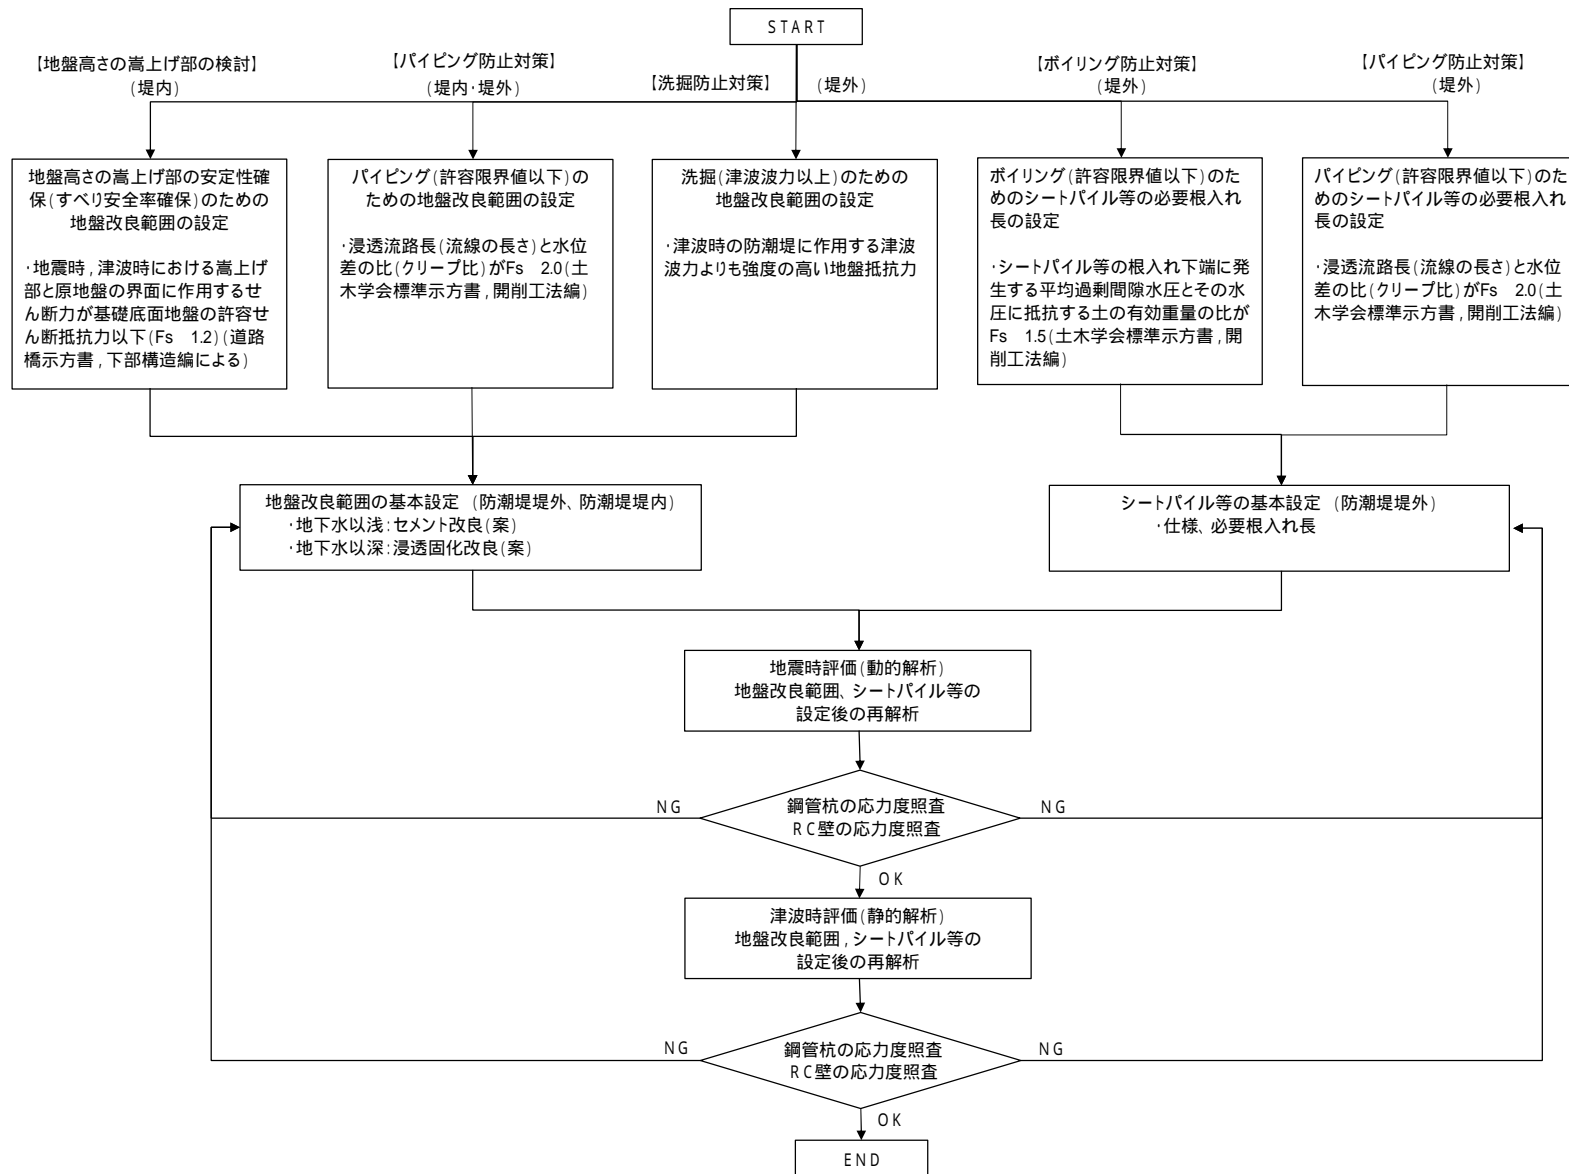 START
【地盤高さの嵩上げ部の検討】
(堤内)
【パイピング防止対策】
(堤内・堤外)
【洗掘防止対策】
(堤外)
【ボイリング防止対策】
(堤外)
【パイピング防止対策】
(堤外)
地盤高さの嵩上げ部の安定性確
保(すべり安全率確保)のための
地盤改良範囲の設定
・地震時,津波時における嵩上げ
部と原地盤の界面に作用するせ
ん断力が基礎底面地盤の許容せ
ん断抵抗力以下(Fs 1.2)(道路
橋示方書,下部構造編による)
パイピング(許容限界値以下)の
ための地盤改良範囲の設定
・浸透流路長(流線の長さ)と水位
差の比(クリープ比)がFs 2.0(土
木学会標準示方書,開削工法編)
洗掘(津波波力以上)のための
地盤改良範囲の設定
・津波時の防潮堤に作用する津波
波力よりも強度の高い地盤抵抗力
ボイリング(許容限界値以下)のた
めのシートパイル等の必要根入れ
長の設定
・シートパイル等の根入れ下端に発
生する平均過剰間隙水圧とその水
圧に抵抗する土の有効重量の比が
Fs 1.5(土木学会標準示方書,開
削工法編)
パイピング(許容限界値以下)のた
めのシートパイル等の必要根入れ
長の設定
・浸透流路長(流線の長さ)と水位
差の比(クリープ比)がFs 2.0(土
木学会標準示方書,開削工法編)
地盤改良範囲の基本設定 (防潮堤堤外、防潮堤堤内)
・地下水以浅:セメント改良(案)
・地下水以深:浸透固化改良(案)
シートパイル等の基本設定 (防潮堤堤外)
・仕様、必要根入れ長
地震時評価(動的解析)
地盤改良範囲、シートパイル等の
設定後の再解析
NG
鋼管杭の応力度照査
RC壁の応力度照査
NG
OK
津波時評価(静的解析)
地盤改良範囲,シートパイル等の
設定後の再解析
NG
鋼管杭の応力度照査
RC壁の応力度照査
NG
OK
END